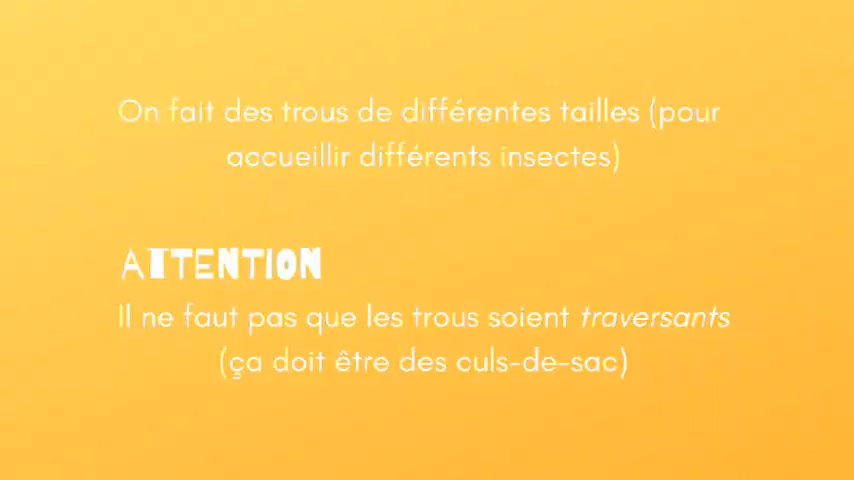 On fait des trous de différentes tailles (pour
accueillir différents insectes)
ATTENTION
Il ne faut pas que les trous soient traversants
(ça doit être des culs-de-sac)